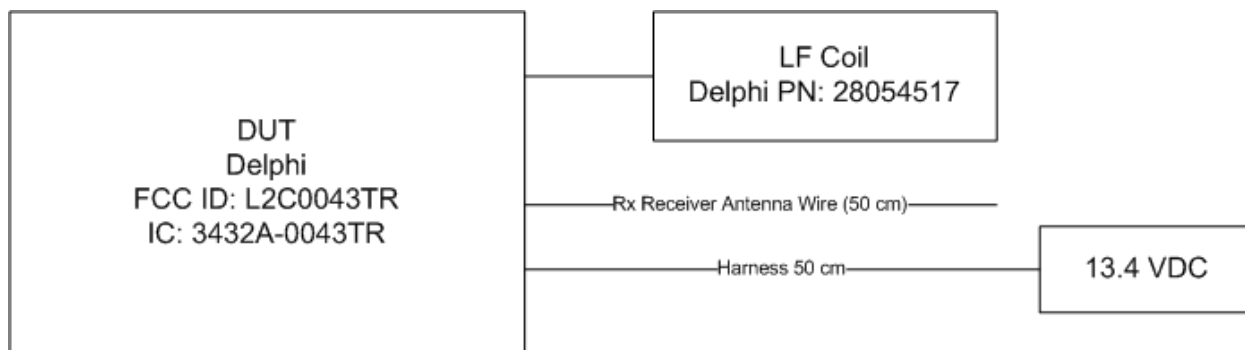 DUT
Delphi
FCC ID: L2C0043TR
IC: 3432A-0043TR
LF Coil
Delphi PN: 28054517
Rx Receiver Antenna Wire (50 cm)
Harness 50 cm
13.4 VDC